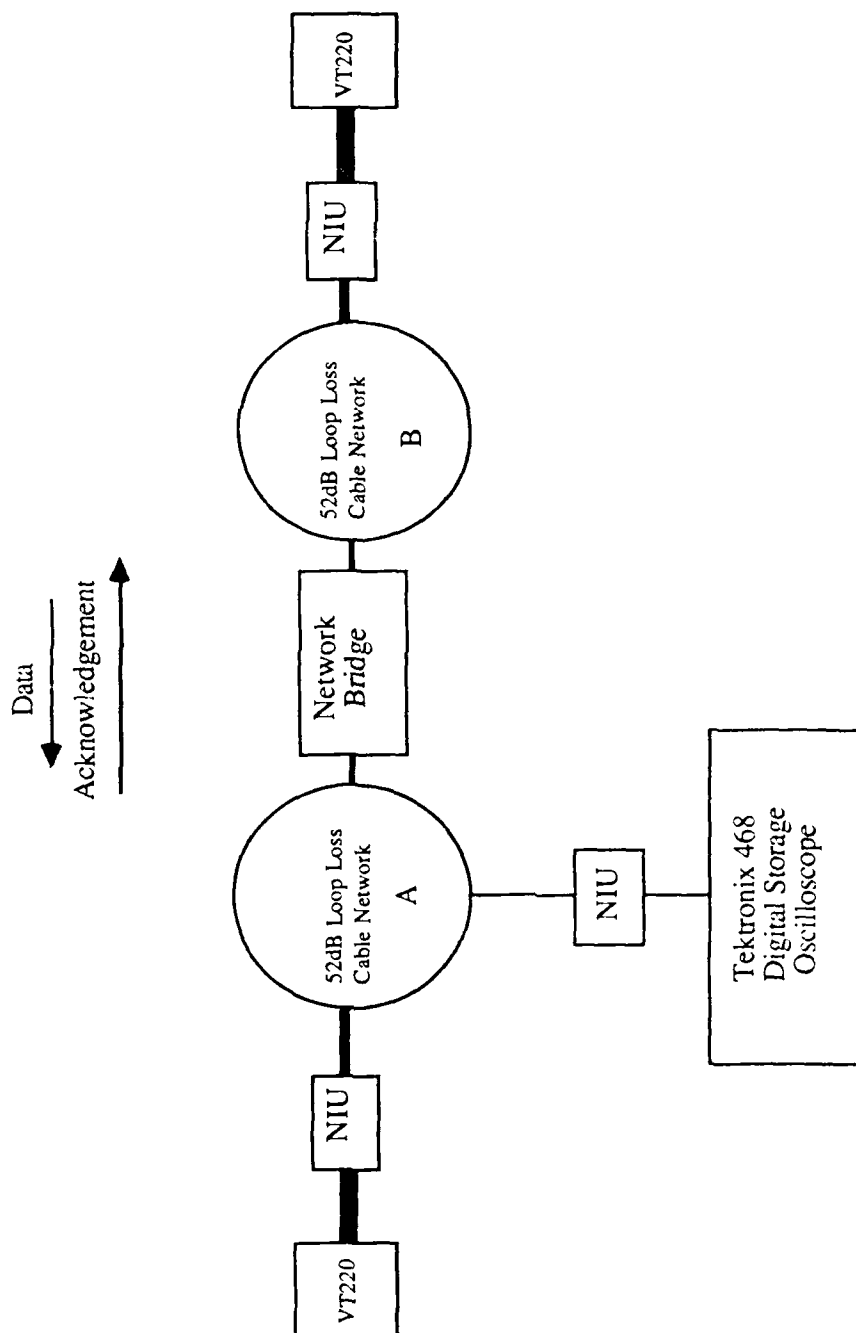 Data
Acknowledgement
VT220
NIU
52dB Loop Loss
Cable Network
A
Network
Bridge
52dB Loop Loss
Cable Network
B
NIU
VT220
NIU
Tektronix 468
Digital Storage
Oscilloscope